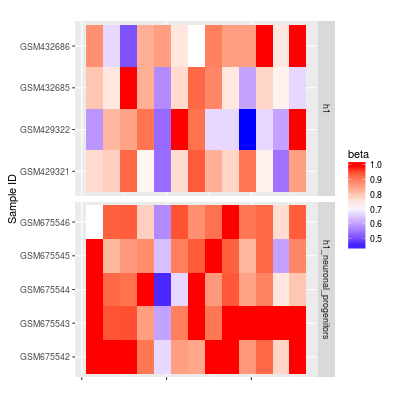 GSM432686
GSM432685
GSM429322
GSM429321
h1
GSM675546
GSM675545
GSM675544
GSM675543
GSM675542
h1_neuronal_progenitors
Sample ID
beta
1.0
0.9
0.8
0.7
0.6
0.5